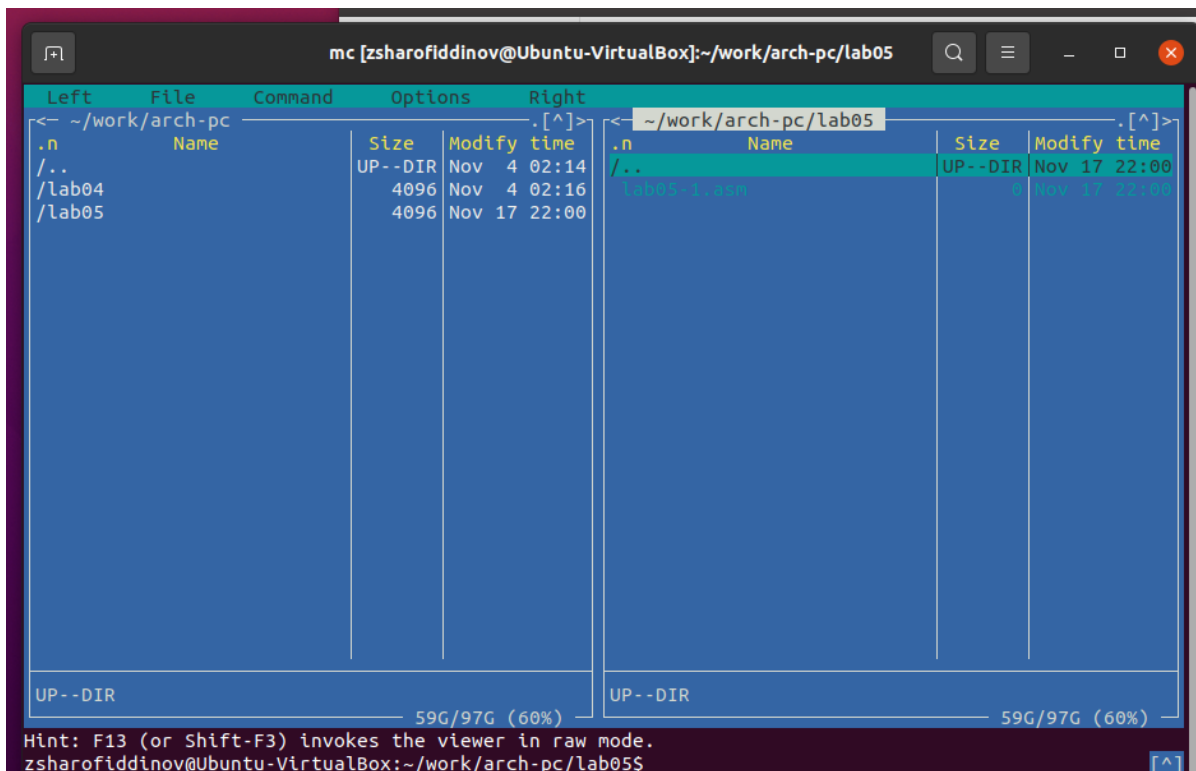 mc [zsharofiddinov@Ubuntu-VirtualBox]:~/work/arch-pc/lab05
Left File Command Options Right
<─ ~/work/arch-pc ─.[^]>
.n Name Size Modify time
/.. UP--DIR Nov 4 02:14
/lab04 4096 Nov 4 02:16
/lab05 4096 Nov 17 22:00
UP--DIR
59G/97G (60%)
<─ ~/work/arch-pc/lab05 ─.[^]>
.n Name Size Modify time
/.. UP--DIR Nov 17 22:00
lab05-1.asm 0 Nov 17 22:00
UP--DIR
59G/97G (60%)
Hint: F13 (or Shift-F3) invokes the viewer in raw mode.
zsharofiddinov@Ubuntu-VirtualBox:~/work/arch-pc/lab05$ [^]